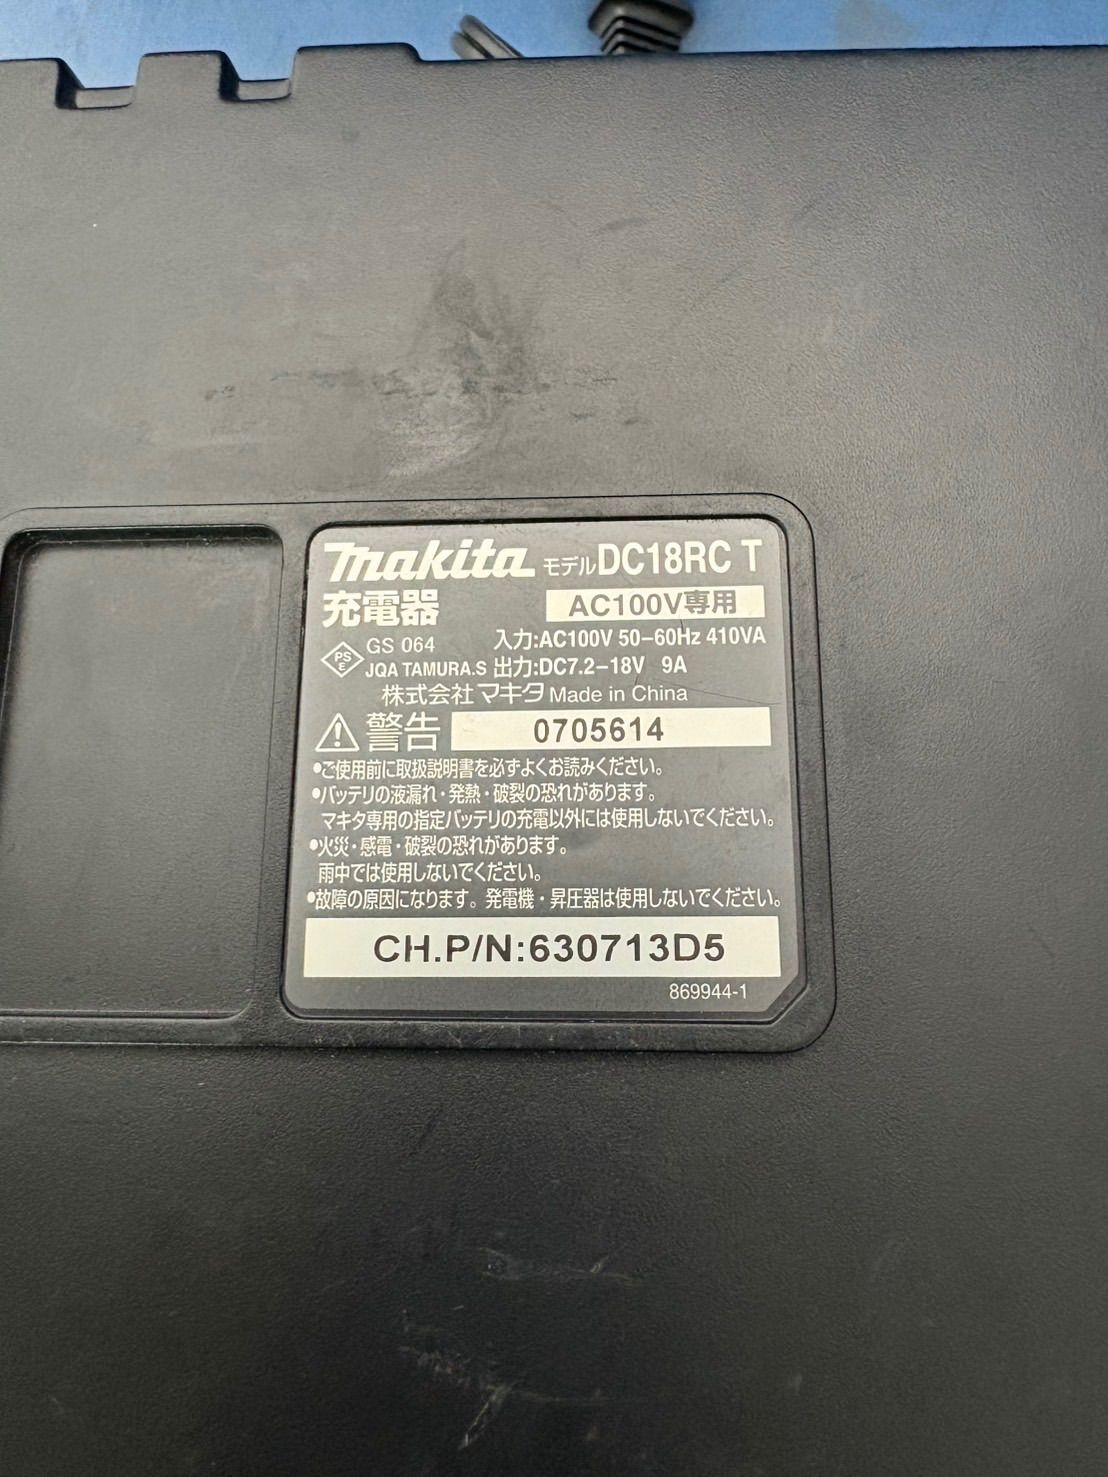 makita モデル DC18RC T
充電器 AC100V専用
PS E GS 064 入力:AC100V 50-60Hz 410VA
JQA TAMURA.S 出力:DC7.2-18V 9A
株式会社マキタ Made in China
警告 0705614
•ご使用前に取扱説明書を必ずよくお読みください。
•バッテリの液漏れ・発熱・破裂の恐れがあります。
マキタ専用の指定バッテリの充電以外には使用しないでください。
•火災・感電・破裂の恐れがあります。
雨中では使用しないでください。
•故障の原因になります。発電機・昇圧器は使用しないでください。
CH.P/N:630713D5
869944-1